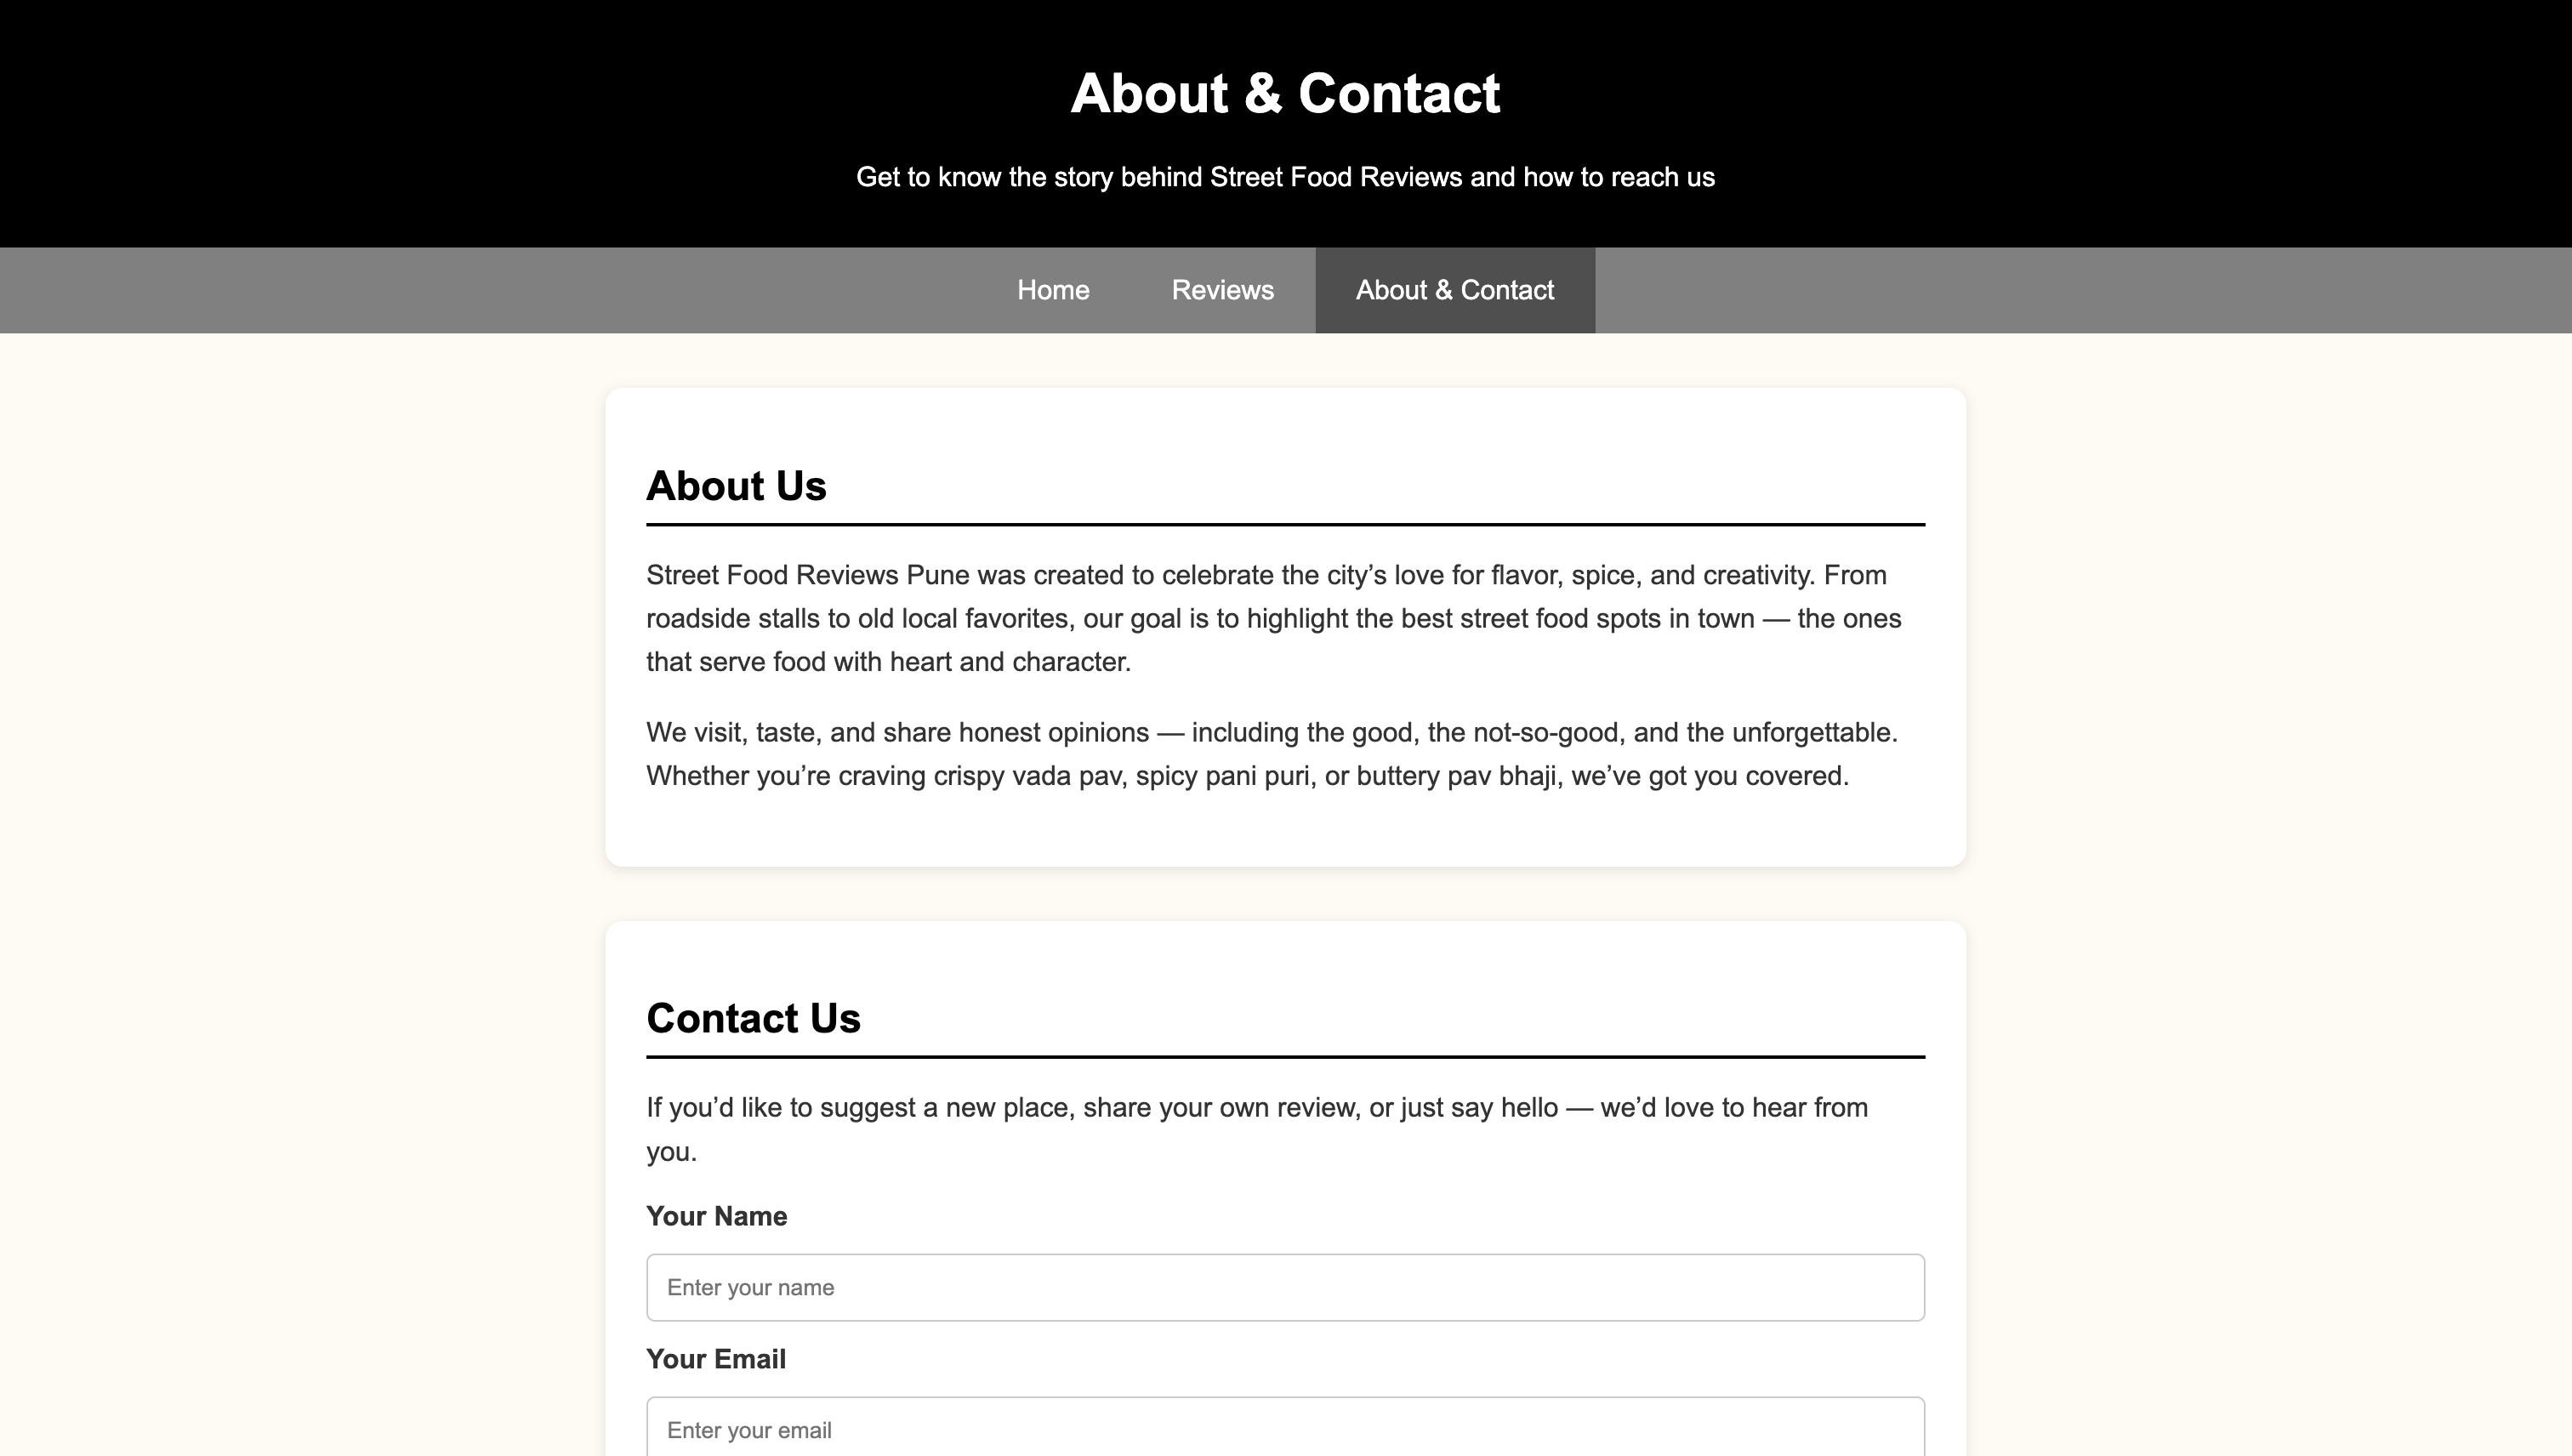 About & Contact
Get to know the story behind Street Food Reviews and how to reach us
Home
Reviews
About & Contact
About Us
Street Food Reviews Pune was created to celebrate the city’s love for flavor, spice, and creativity. From
roadside stalls to old local favorites, our goal is to highlight the best street food spots in town — the ones
that serve food with heart and character.
We visit, taste, and share honest opinions — including the good, the not-so-good, and the unforgettable.
Whether you’re craving crispy vada pav, spicy pani puri, or buttery pav bhaji, we’ve got you covered.
Contact Us
If you’d like to suggest a new place, share your own review, or just say hello — we’d love to hear from
you.
Your Name
Enter your name
Your Email
Enter your email